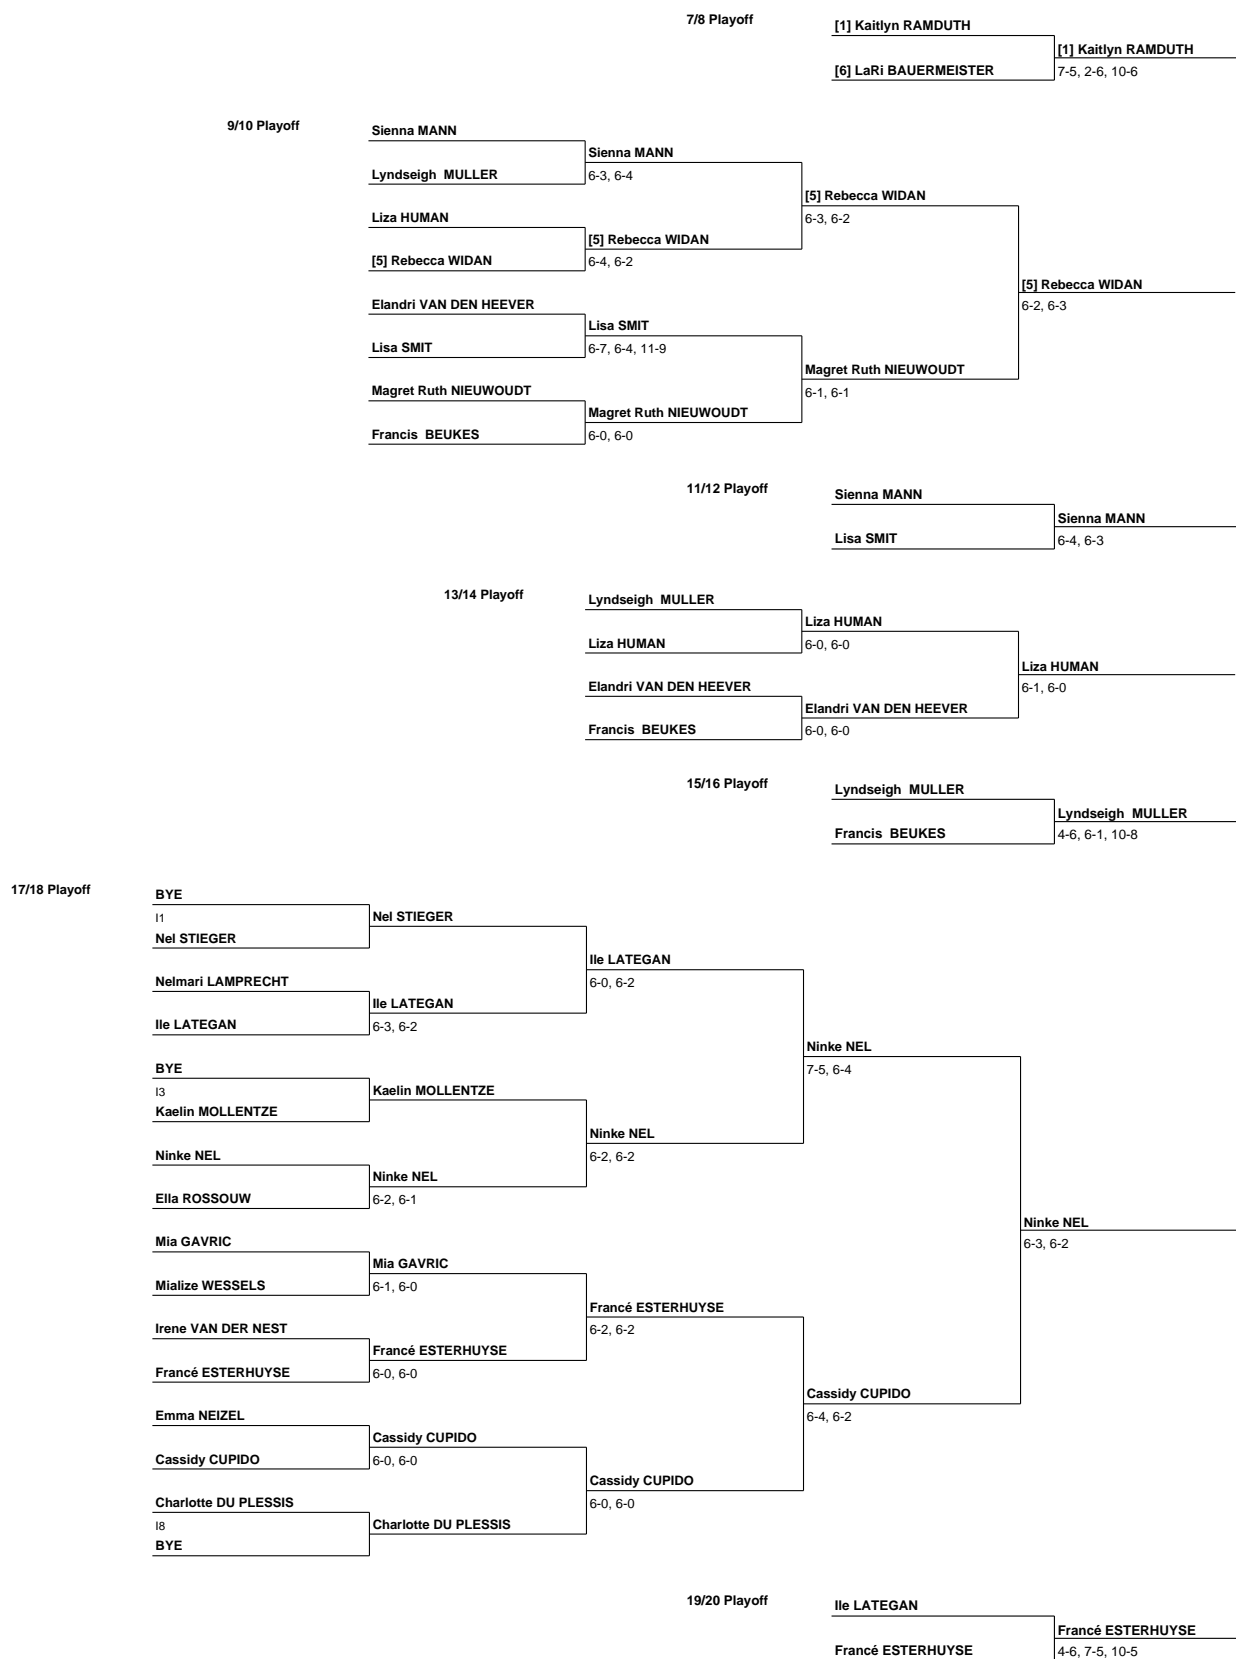 7/8 Playoff
[1] Kaitlyn RAMDUTH
[1] Kaitlyn RAMDUTH
[6] LaRi BAUERMEISTER
7-5, 2-6, 10-6
9/10 Playoff
Sienna MANN
Sienna MANN
Lyndseigh MULLER
6-3, 6-4
[5] Rebecca WIDAN
Liza HUMAN
6-3, 6-2
[5] Rebecca WIDAN
[5] Rebecca WIDAN
6-4, 6-2
[5] Rebecca WIDAN
Elandri VAN DEN HEEVER
6-2, 6-3
Lisa SMIT
Lisa SMIT
6-7, 6-4, 11-9
Magret Ruth NIEUWOUDT
Magret Ruth NIEUWOUDT
6-1, 6-1
Magret Ruth NIEUWOUDT
Francis BEUKES
6-0, 6-0
11/12 Playoff
Sienna MANN
Sienna MANN
Lisa SMIT
6-4, 6-3
13/14 Playoff
Lyndseigh MULLER
Liza HUMAN
Liza HUMAN
6-0, 6-0
Liza HUMAN
Elandri VAN DEN HEEVER
6-1, 6-0
Elandri VAN DEN HEEVER
Francis BEUKES
6-0, 6-0
15/16 Playoff
Lyndseigh MULLER
Lyndseigh MULLER
Francis BEUKES
4-6, 6-1, 10-8
17/18 Playoff
BYE
I1
Nel STIEGER
Nel STIEGER
Ile LATEGAN
Nelmari LAMPRECHT
6-0, 6-2
Ile LATEGAN
Ile LATEGAN
6-3, 6-2
Ninke NEL
BYE
7-5, 6-4
I3
Kaelin MOLLENTZE
Kaelin MOLLENTZE
Ninke NEL
Ninke NEL
6-2, 6-2
Ninke NEL
Ella ROSSOUW
6-2, 6-1
Ninke NEL
Mia GAVRIC
6-3, 6-2
Mia GAVRIC
Mialize WESSELS
6-1, 6-0
Francé ESTERHUYSE
Irene VAN DER NEST
6-2, 6-2
Francé ESTERHUYSE
Francé ESTERHUYSE
6-0, 6-0
Cassidy CUPIDO
Emma NEIZEL
6-4, 6-2
Cassidy CUPIDO
Cassidy CUPIDO
6-0, 6-0
Cassidy CUPIDO
Charlotte DU PLESSIS
6-0, 6-0
I8
Charlotte DU PLESSIS
BYE
19/20 Playoff
Ile LATEGAN
Francé ESTERHUYSE
Francé ESTERHUYSE
4-6, 7-5, 10-5